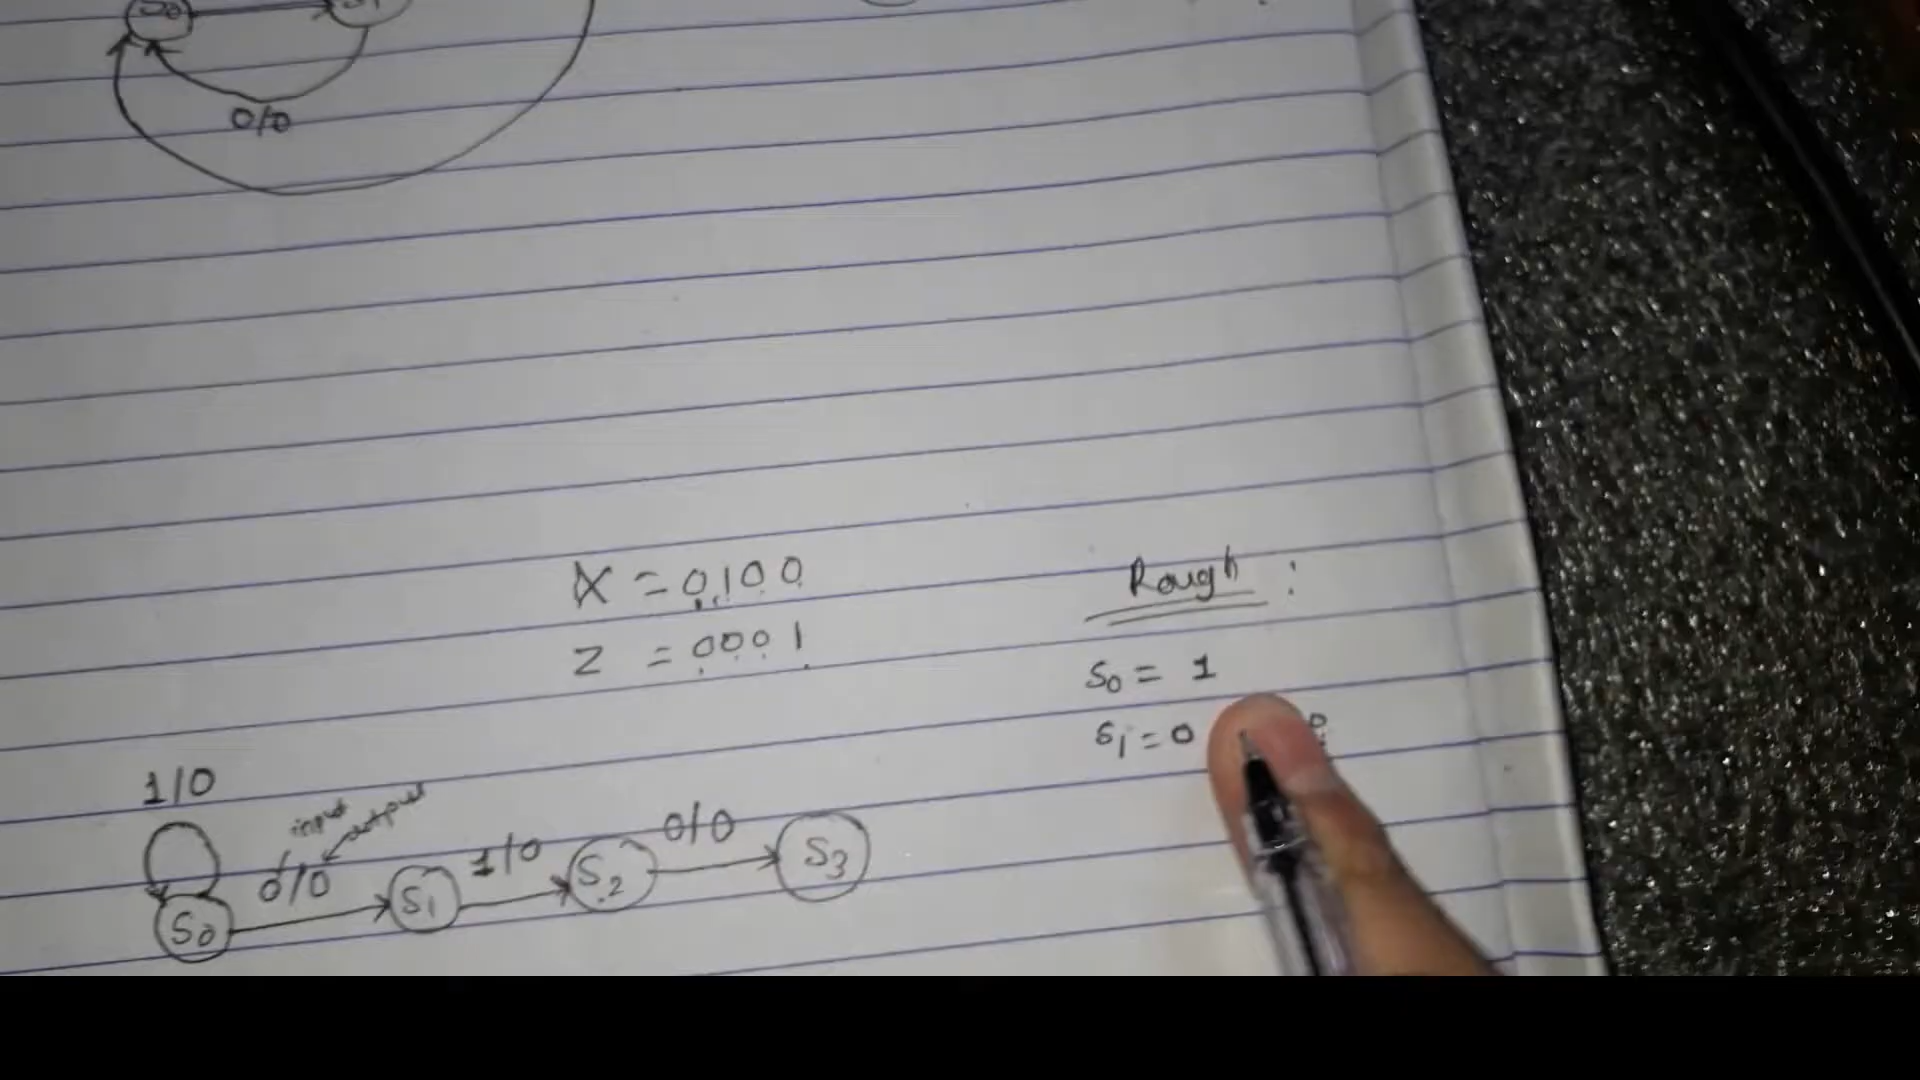 S0
0/0
X = 0100
Z = 0001
Rough :
S0 = 1
S1 = 0
1/0
input
output
0/0
1/0
0/0
S0
S1
S2
S3